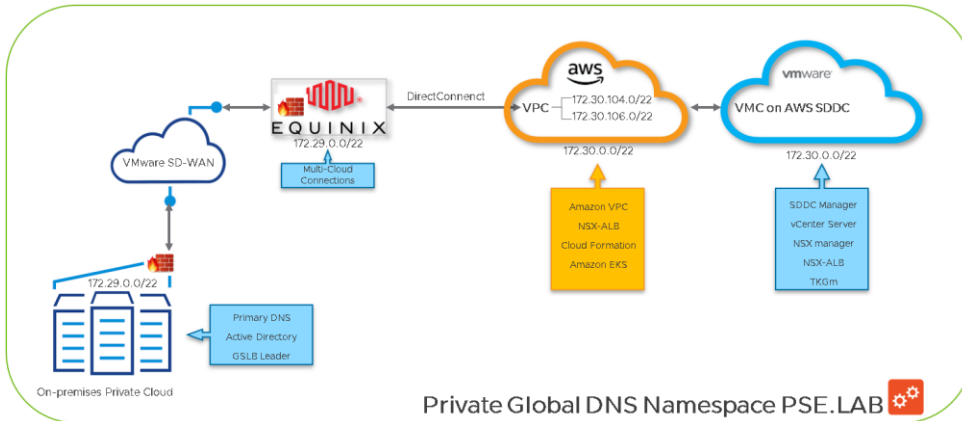 aws
vmware
DirectConnenct
VPC
172.30.104.0/22
172.30.106.0/22
VMC on AWS SDDC
EQUINIX
172.29.0.0/22
172.30.0.0/22
172.30.0.0/22
VMware SD-WAN
Multi-Cloud
Connections
Amazon VPC
NSX-ALB
Cloud Formation
Amazon EKS
SDDC Manager
vCenter Server
NSX manager
NSX-ALB
TKGm
172.29.0.0/22
Primary DNS
Active Directory
GSLB Leader
On-premises Private Cloud
Private Global DNS Namespace PSE.LAB